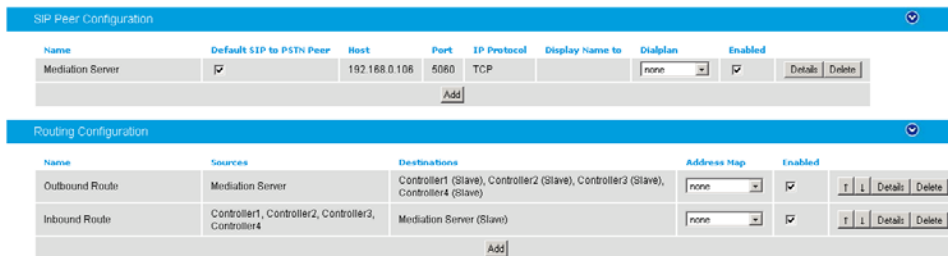 SIP Peer Configuration
Name Default SIP to PSTN Peer Host Port IP Protocol Display Name to Dialplan Enabled
Mediation Server 192.168.0.106 5060 TCP none Details Delete
Add
Routing Configuration
Name Sources Destinations Address Map Enabled
Outbound Route Mediation Server Controller1 (Slave), Controller2 (Slave), Controller3 (Slave), Controller4 (Slave) none ↑ ↓ Details Delete
Inbound Route Controller1, Controller2, Controller3, Controller4 Mediation Server (Slave) none ↑ ↓ Details Delete
Add